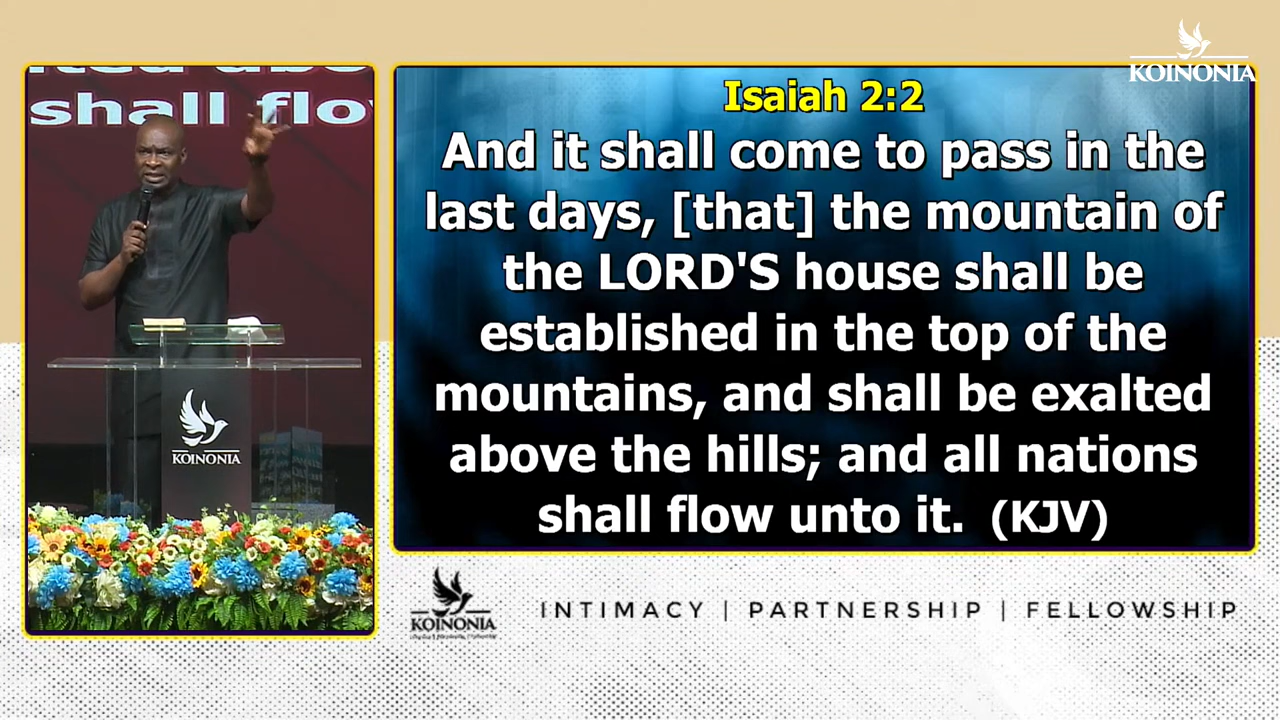 KOINONIA
shall flo
KOINONIA
Isaiah 2:2
And it shall come to pass in the
last days, [that] the mountain of
the LORD'S house shall be
established in the top of the
mountains, and shall be exalted
above the hills; and all nations
shall flow unto it. (KJV)
KOINONIA
INTIMACY | PARTNERSHIP | FELLOWSHIP